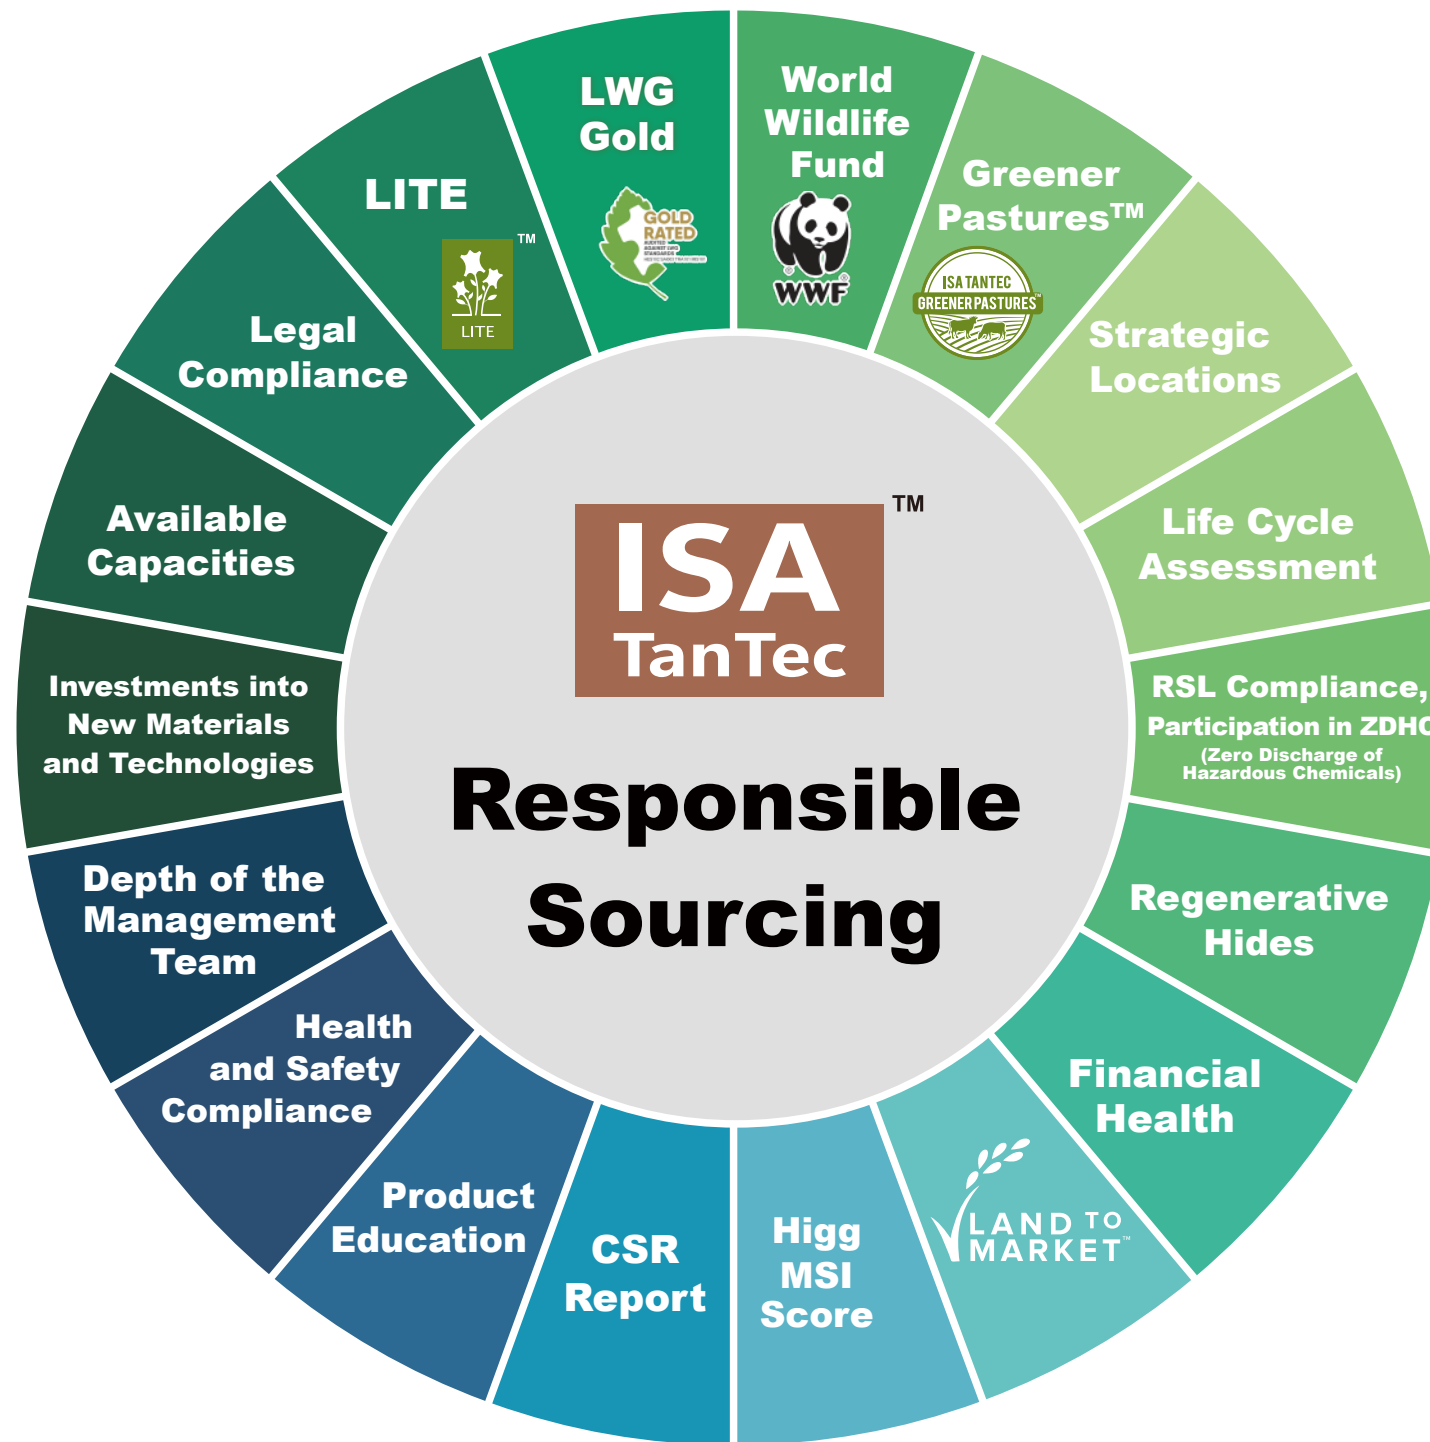 LWG
Gold
GOLD
RATED
World
Wildlife
Fund
®
WWF
®
Greener
Pastures™
ISA TANTEC
GREENER PASTURES™
Strategic
Locations
Life Cycle
Assessment
RSL Compliance,
Participation in ZDHC
(Zero Discharge of
Hazardous Chemicals)
Regenerative
Hides
Financial
Health
LAND TO
MARKET™
Higg
MSI
Score
CSR
Report
Product
Education
Health
and Safety
Compliance
Depth of the
Management
Team
Investments into
New Materials
and Technologies
Available
Capacities
Legal
Compliance
LITE
™
LITE
ISA
TanTec
™
Responsible
Sourcing